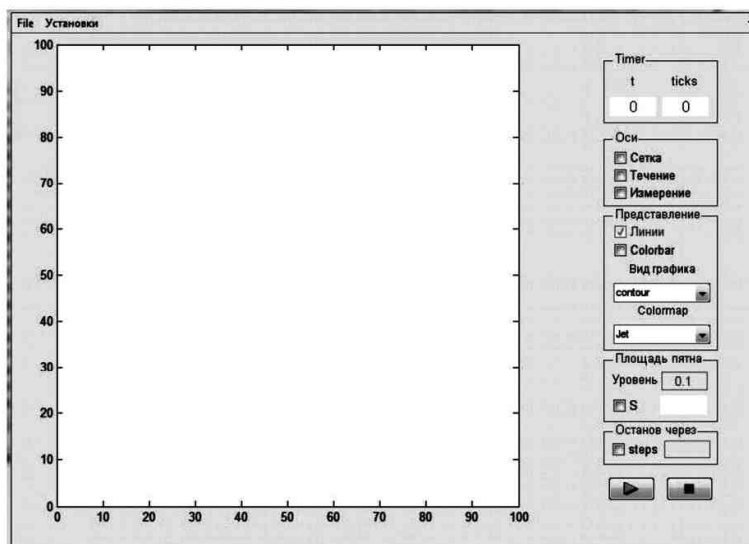 File Установки
100
90
80
70
60
50
40
30
20
10
0
0 10 20 30 40 50 60 70 80 90 100
Timer
t ticks
0 0
Оси
Сетка
Течение
Измерение
Представление
Линии
Colorbar
Вид графика
contour
Colormap
Jet
Площадь пятна
Уровень 0.1
S
Останов через
steps